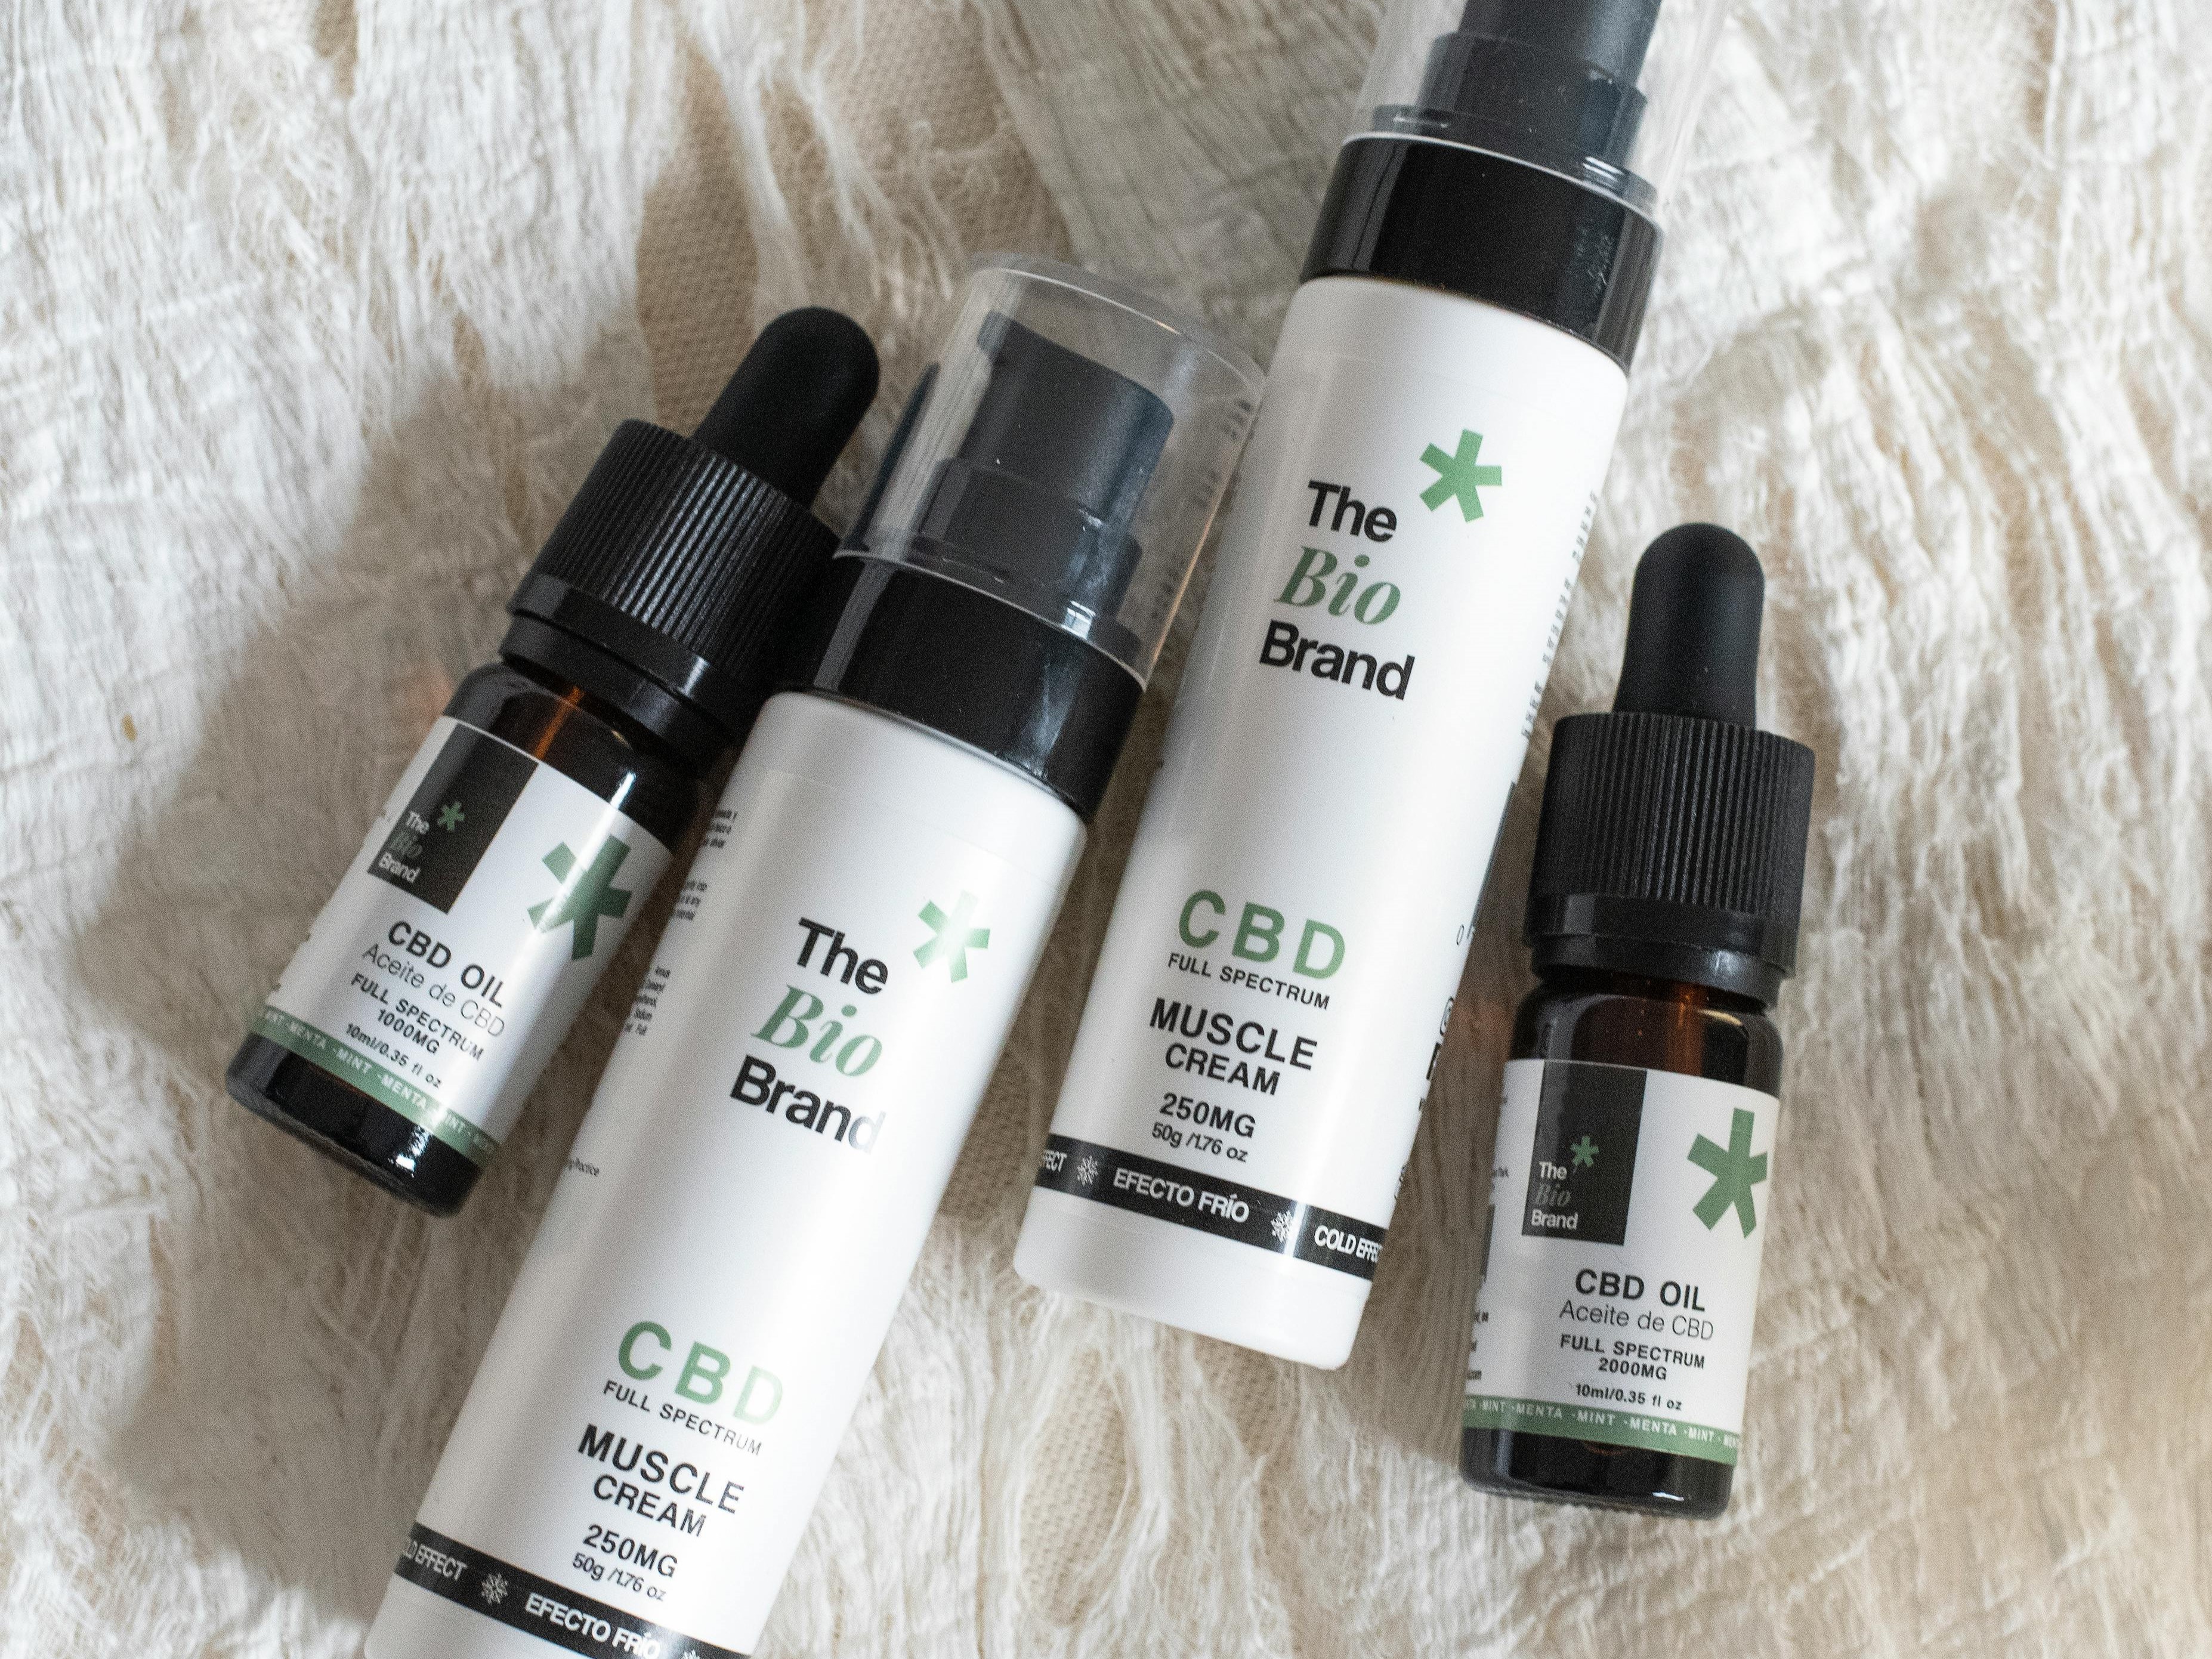 The
Bio
Brand
CBD OIL
Aceite de CBD
FULL SPECTRUM
1000MG
10ml/0.35 fl oz
MINT -MENTA -MINT -MENTA
The
Bio
Brand
CBD
FULL SPECTRUM
MUSCLE
CREAM
250MG
50g /1.76 oz
EFFECT EFECTO FRÍO
The
Bio
Brand
CBD
FULL SPECTRUM
MUSCLE
CREAM
250MG
50g /1.76 oz
EFECTO FRÍO COLD
The
Bio
Brand
CBD OIL
Aceite de CBD
FULL SPECTRUM
2000MG
10ml/0.35 fl oz
-MINT -MENTA -MINT -MENTA -MINT